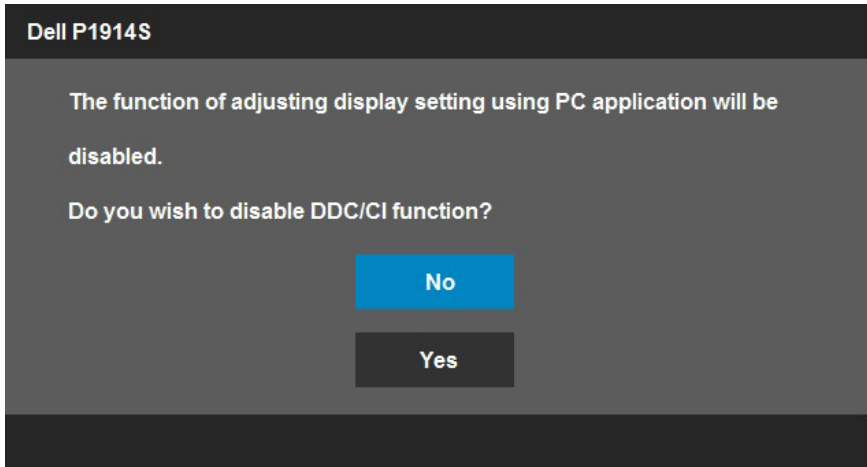 Dell P1914S
The function of adjusting display setting using PC application will be
disabled.
Do you wish to disable DDC/CI function?
No
Yes